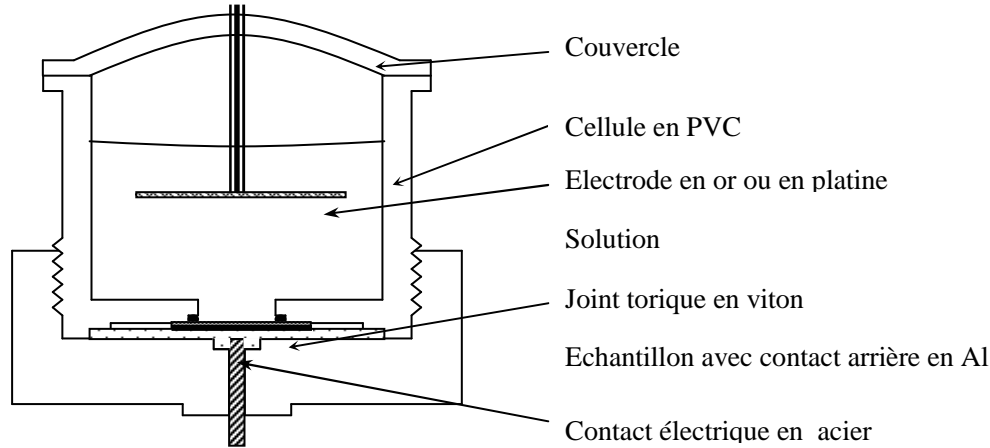 Couvercle
Cellule en PVC
Electrode en or ou en platine
Solution
Joint torique en viton
Echantillon avec contact arrière en Al
Contact électrique en acier